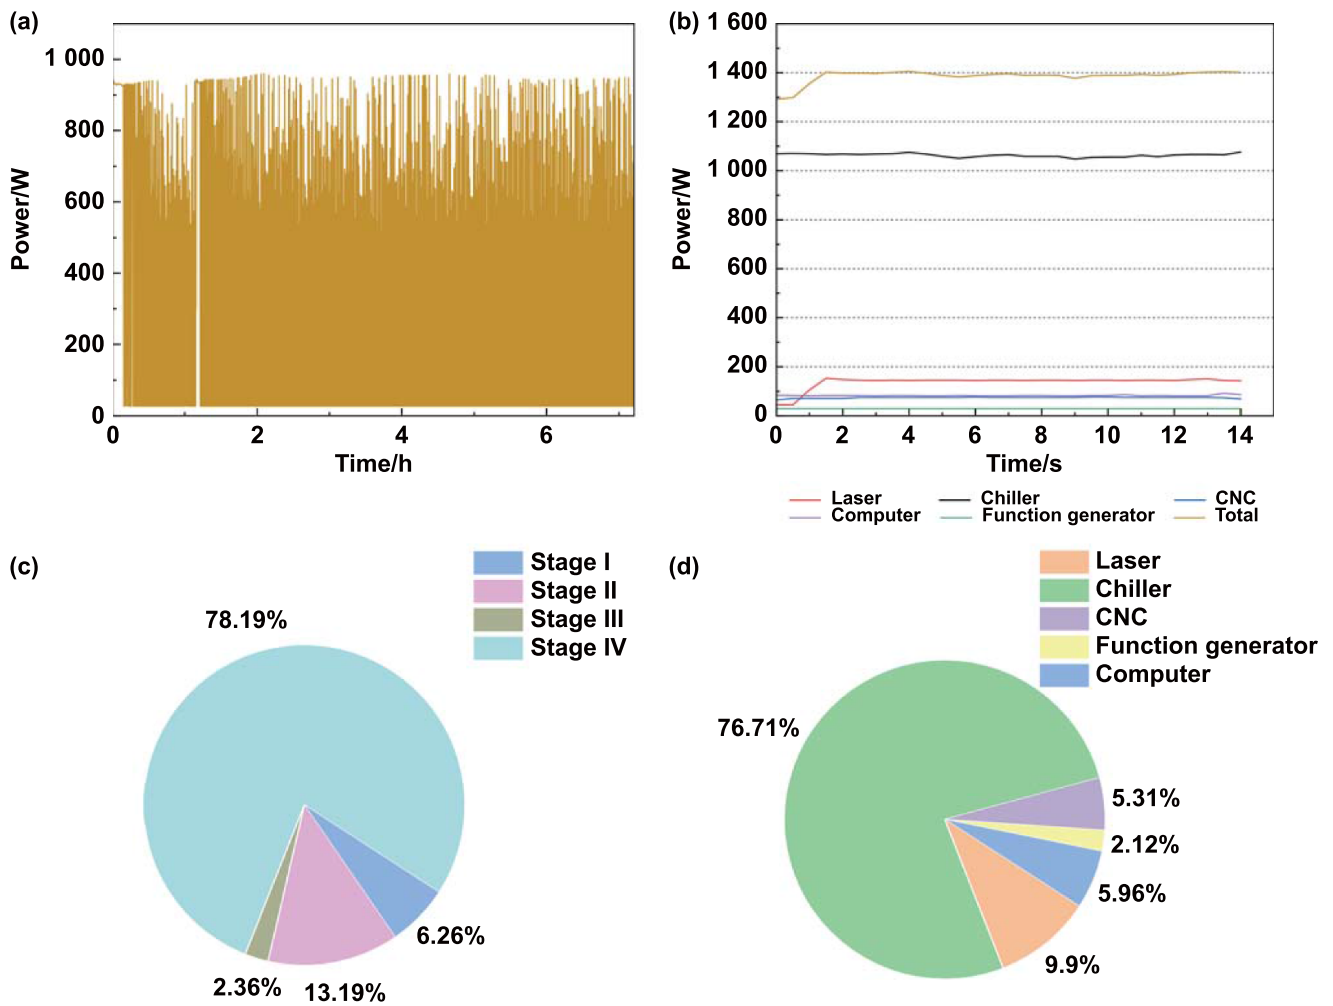 (a)
1 000
800
600
400
200
0
Power/W
0 2 4 6
Time/h
(b)
1 600
1 400
1 200
1 000
800
600
400
200
0
Power/W
0 2 4 6 8 10 12 14
Time/s
Laser Chiller CNC
Computer Function generator Total
(c)
Stage I
Stage II
Stage III
Stage IV
78.19%
6.26%
2.36%
13.19%
(d)
Laser
Chiller
CNC
Function generator
Computer
76.71%
5.31%
2.12%
5.96%
9.9%